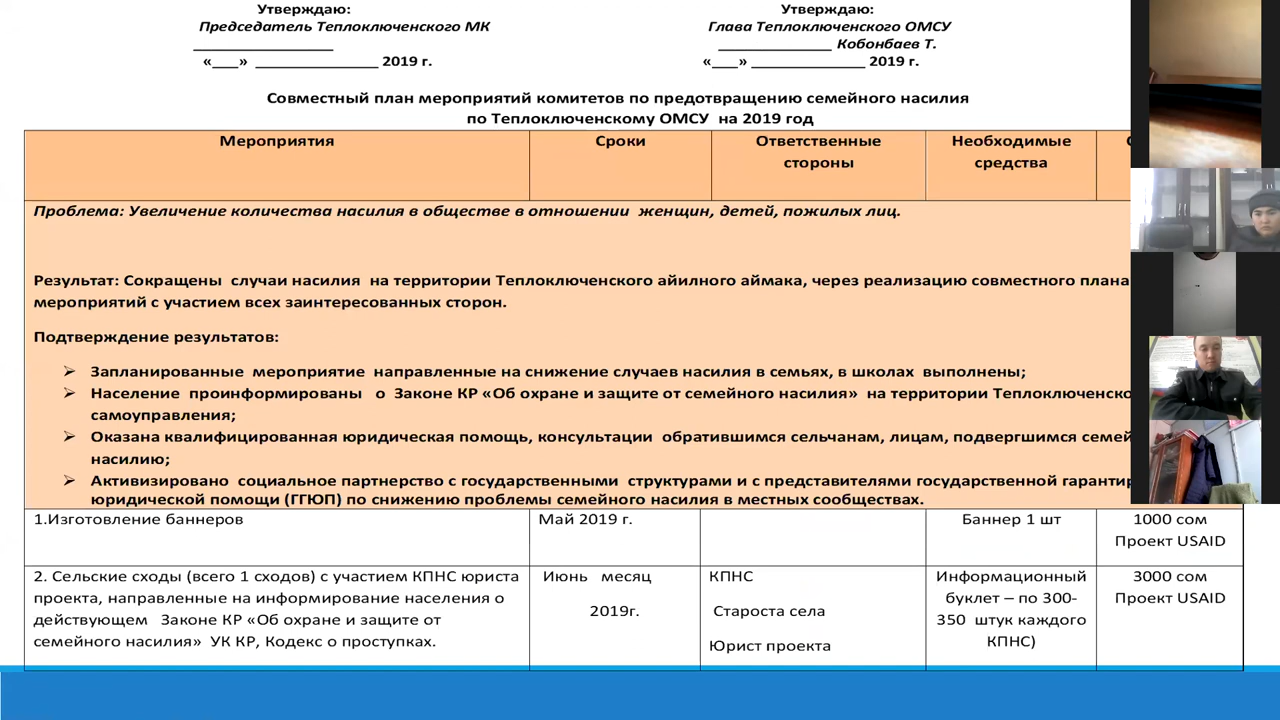 Утверждаю:
Председатель Теплоключенского МК
«___» ________________ 2019 г.
Утверждаю:
Глава Теплоключенского ОМСУ
_______________ Кобонбаев Т.
«___» _______________ 2019 г.
Совместный план мероприятий комитетов по предотвращению семейного насилия
по Теплоключенскому ОМСУ на 2019 год
Мероприятия
Сроки
Ответственные
стороны
Необходимые
средства
Проблема: Увеличение количества насилия в обществе в отношении женщин, детей, пожилых лиц.
Результат: Сокращены случаи насилия на территории Теплоключенского айилного аймака, через реализацию совместного плана
мероприятий с участием всех заинтересованных сторон.
Подтверждение результатов:
Запланированные мероприятие направленные на снижение случаев насилия в семьях, в школах выполнены;
Население проинформированы о Законе КР «Об охране и защите от семейного насилия» на территории
самоуправления;
Оказана квалифицированная юридическая помощь, консультации обратившимся сельчанам, лицам, подвергшимся
насилию;
Активизировано социальное партнерство с государственными структурами и с представителями государственной
юридической помощи (ГГЮП) по снижению проблемы семейного насилия в местных сообществах.
1.Изготовление баннеров
Май 2019 г.
Баннер 1 шт
1000 сом
Проект USAID
2. Сельские сходы (всего 1 сходов) с участием КПНС юриста
проекта, направленные на информирование населения о
действующем Законе КР «Об охране и защите от
семейного насилия» УК КР, Кодекс о проступках.
Июнь месяц
2019г.
КПНС
Староста села
Юрист проекта
Информационный
буклет – по 300-
350 штук каждого
КПНС)
3000 сом
Проект USAID